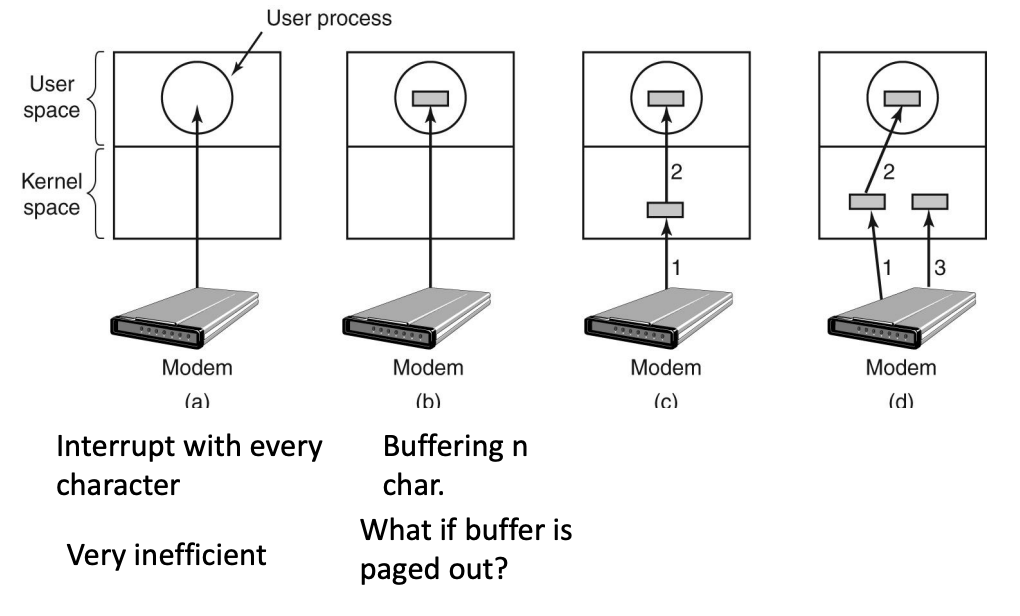 User process
User
space
Kernel
space
2
2
1
1
3
Modem
Modem
Modem
Modem
(a)
(b)
(c)
(d)
Interrupt with every
character
Very inefficient
Buffering n
char.
What if buffer is
paged out?